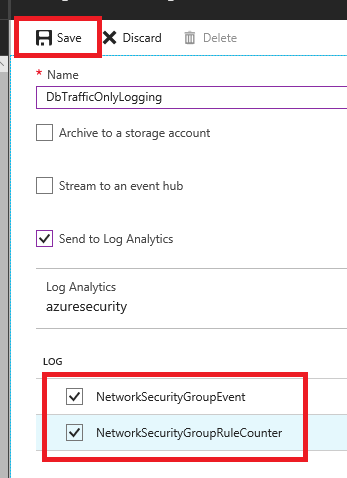 Save Discard Delete
* Name
DbTrafficOnlyLogging
Archive to a storage account
Stream to an event hub
Send to Log Analytics
Log Analytics
azuresecurity
LOG
NetworkSecurityGroupEvent
NetworkSecurityGroupRuleCounter